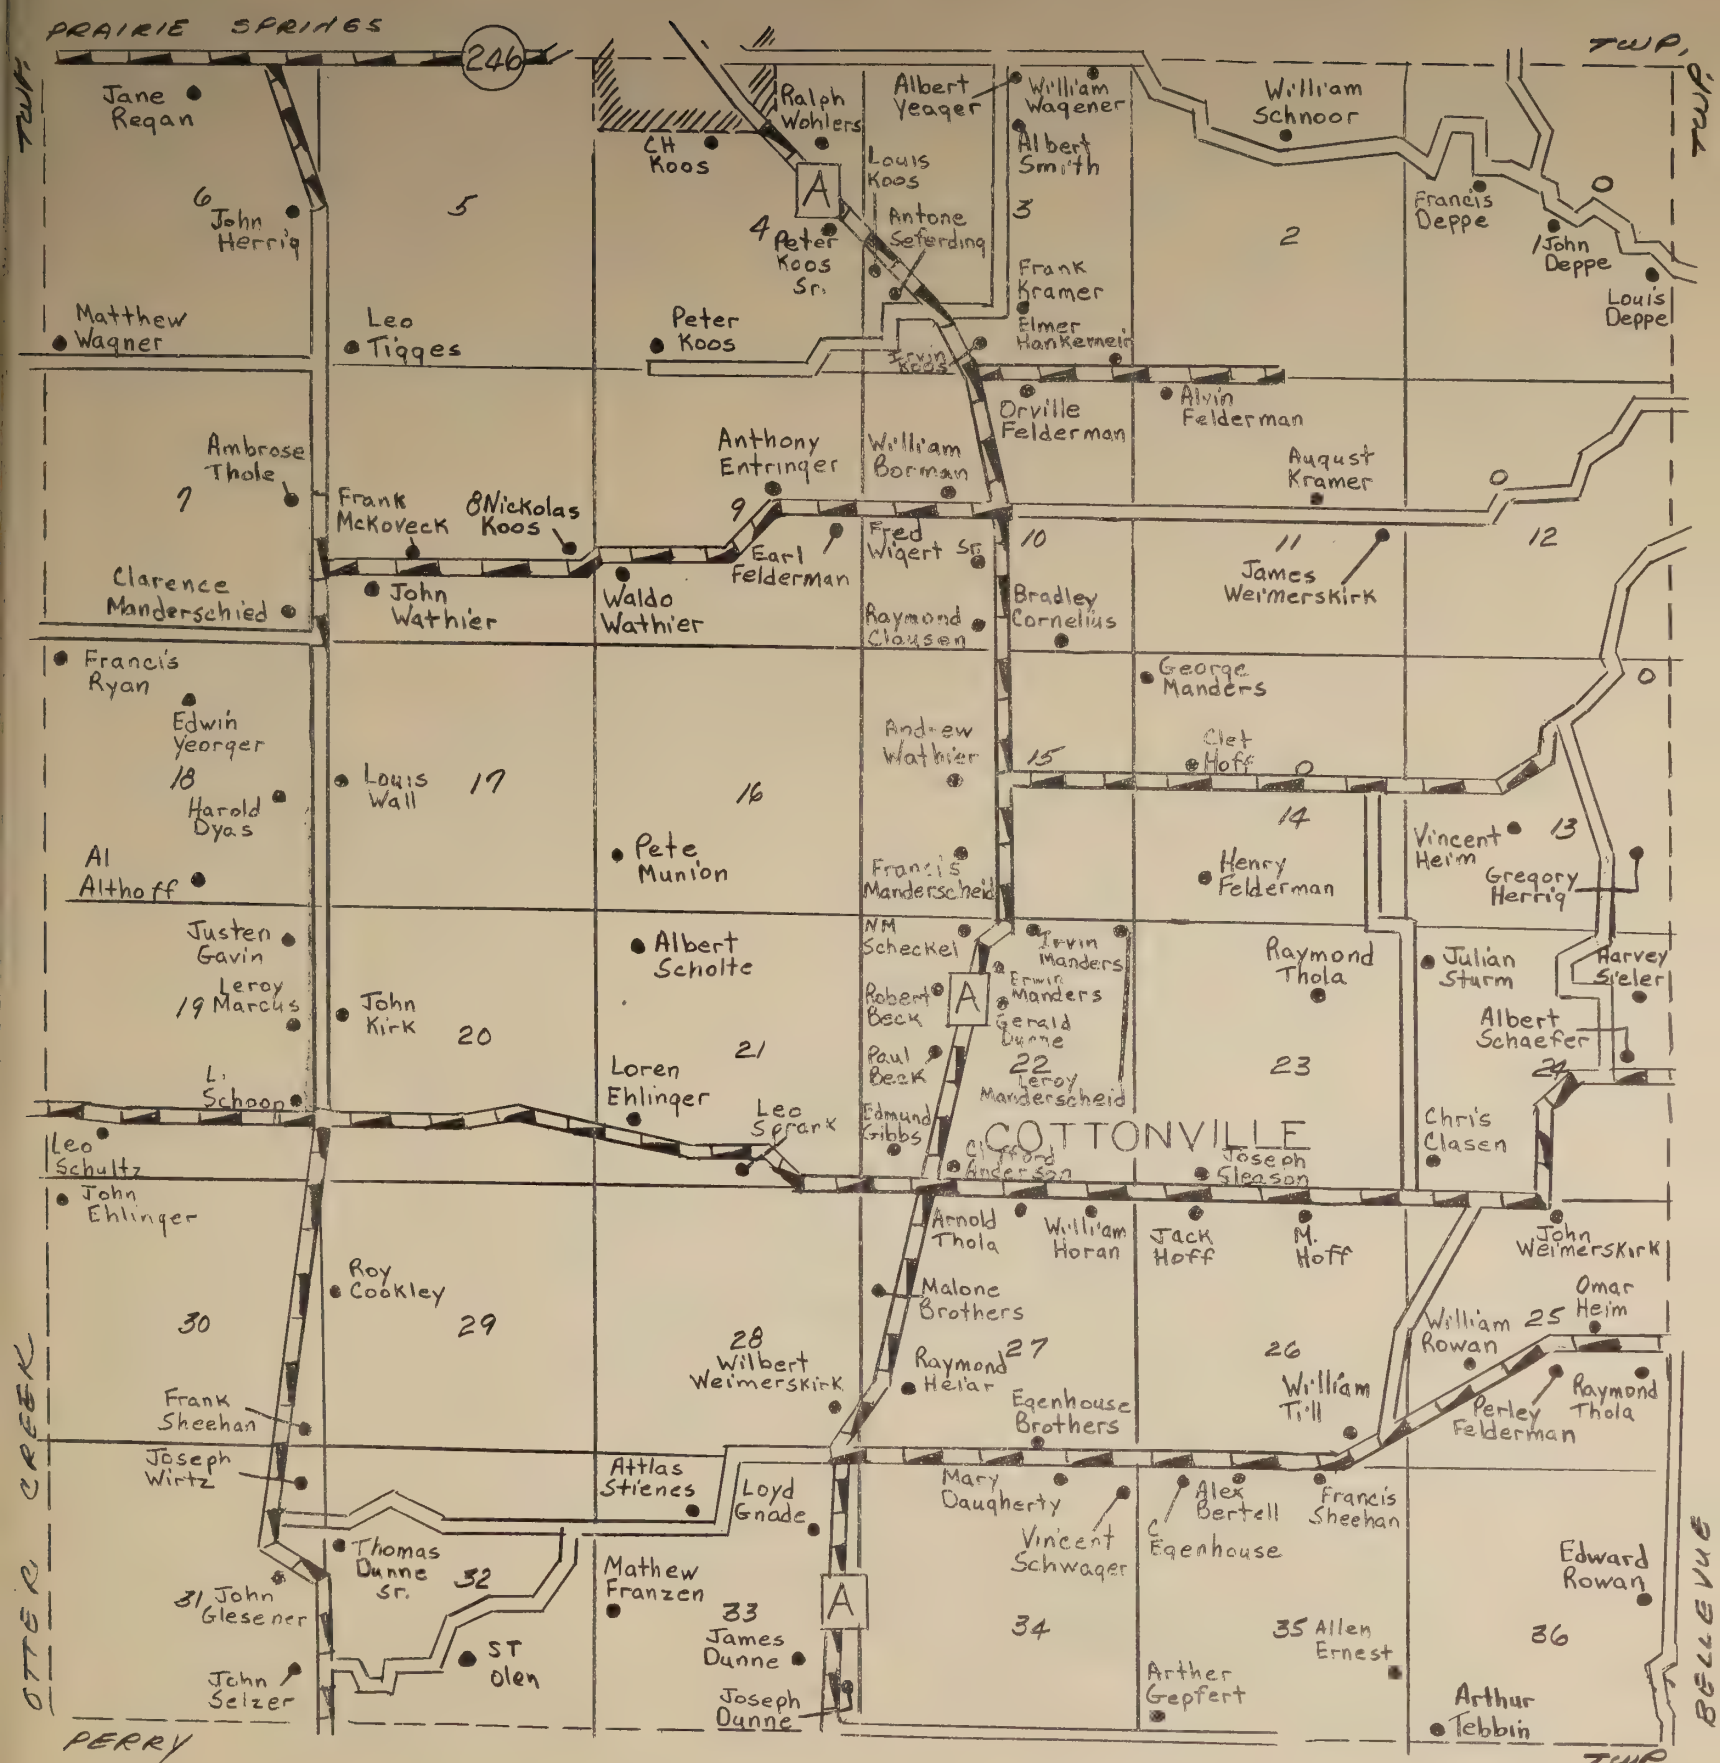 PRAIRIE SPRINGS
TWP.
TWP.
TWP.
246
Jane
Regan
CH
Koos
Ralph
Wohlers
Albert
Yeager
William
Wagener
Albert
Smith
William
Schnoor
Louis
Koos
A
6
John
Herrig
5
4
Peter
Koos
Sr.
Antone
Seferding
3
2
Francis
Deppe
O
1
John
Deppe
Louis
Deppe
Matthew
Wagner
Leo
Tigges
Peter
Koos
Frank
Kramer
Elmer
Hankemeir
Irvin
Koos
Orville
Felderman
Alvin
Felderman
Ambrose
Thole
7
Frank
McKoveck
8
Nickolas
Koos
Anthony
Entringer
9
William
Borman
August
Kramer
O
Earl
Felderman
Fred
Wigert Sr.
10
11
James
Weimerskirk
12
Clarence
Manderschied
John
Wathier
Waldo
Wathier
Raymond
Clausen
Bradley
Cornelius
Francis
Ryan
Edwin
Yeorger
18
Harold
Dyas
Al
Althoff
Louis
Wall
17
16
Pete
Munion
Andrew
Wathier
15
George
Manders
O
Clet
Hoff
O
14
Vincent
Heim
13
Gregory
Herrig
Francis
Manderscheid
Henry
Felderman
Justen
Gavin
Leroy
Marcus
19
John
Kirk
20
Albert
Scholte
21
NM
Scheckel
Irvin
Manders
Erwin
Manders
A
Robert
Beck
Gerald
Dunne
Paul
Beck
22
Leroy
Manderscheid
Raymond
Thola
23
Julian
Sturm
Harvey
Sieler
Albert
Schaefer
24
L.
Schoop
Loren
Ehlinger
Leo
Sprank
Edmund
Gibbs
COTTONVILLE
Clifford
Anderson
Joseph
Gleason
Chris
Clasen
Leo
Schultz
John
Ehlinger
Arnold
Thola
William
Horan
Jack
Hoff
M.
Hoff
John
Weimerskirk
30
Roy
Cookley
29
28
Wilbert
Weimerskirk
Malone
Brothers
Raymond
Heiar
27
26
William
Till
William
Rowan
25
Omar
Heim
Perley
Felderman
Raymond
Thola
Frank
Sheehan
Joseph
Wirtz
Attlas
Stienes
Loyd
Gnade
Egenhouse
Brothers
Mary
Daugherty
Vincent
Schwager
C
Egenhouse
Alex
Bertell
Francis
Sheehan
OTTER CREEK
Thomas
Dunne
Sr.
31
John
Glesener
32
Mathew
Franzen
33
James
Dunne
A
34
35
Allen
Ernest
36
Edward
Rowan
BELLEVUE
John
Selzer
ST
Olen
Joseph
Dunne
Arther
Gepfert
Arthur
Tebbin
PERRY
TWP